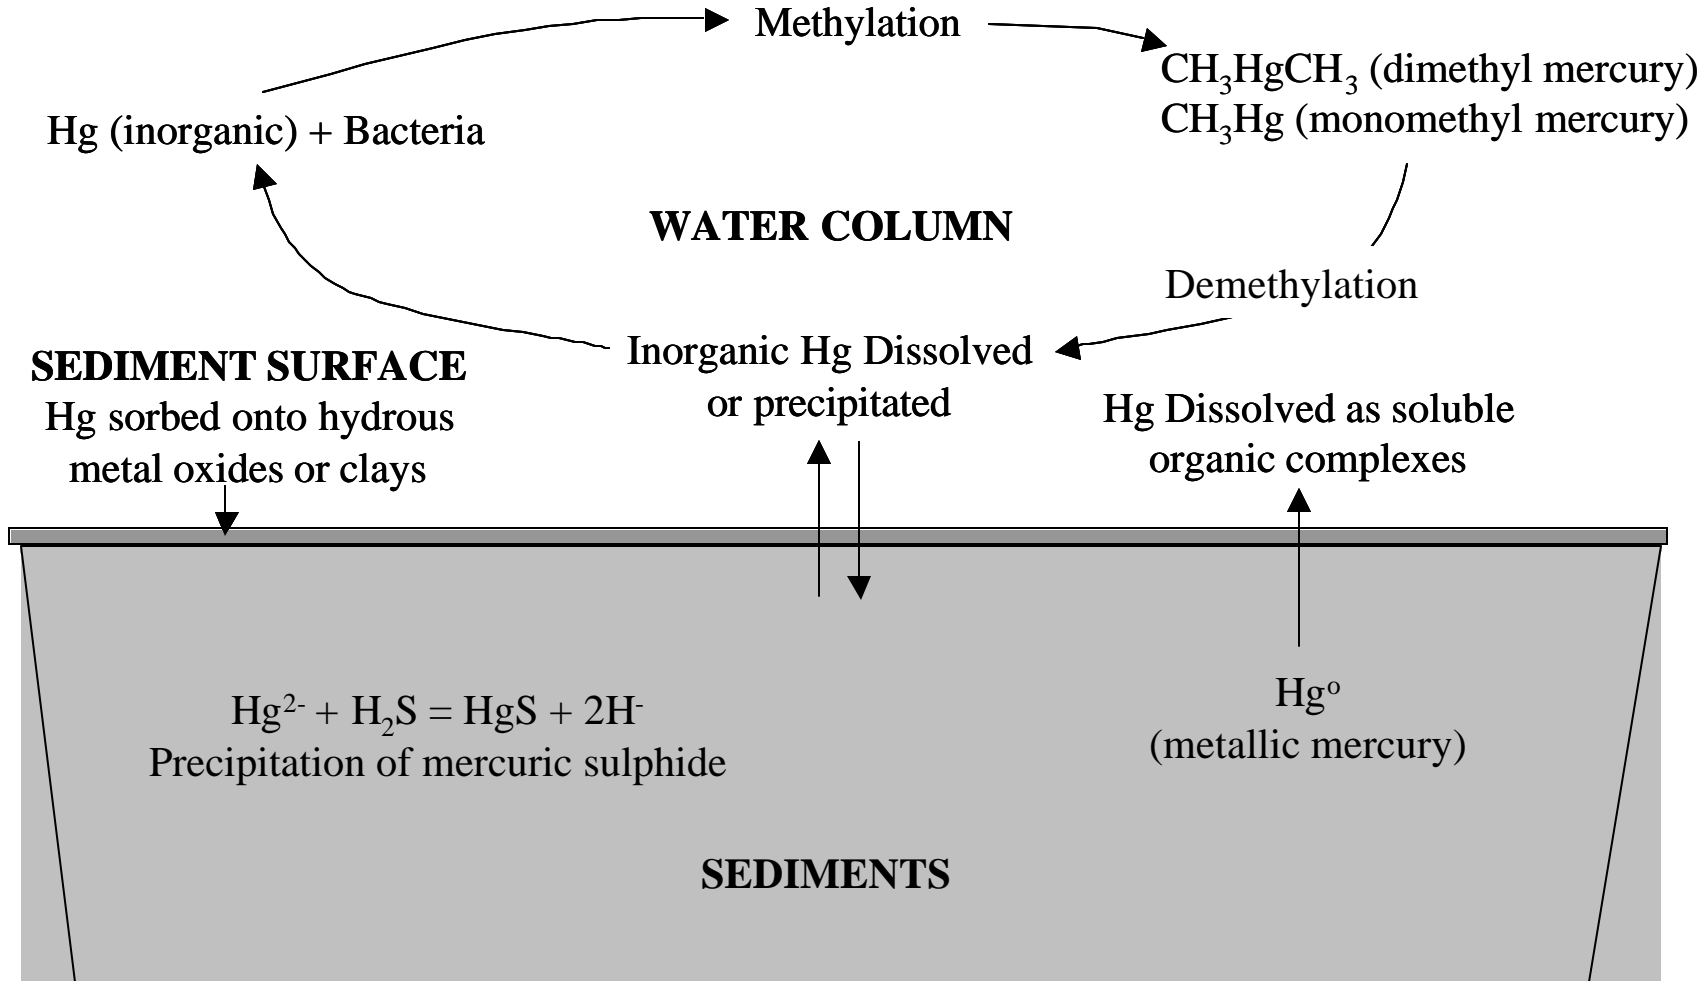 Methylation
CH₃HgCH₃ (dimethyl mercury)
CH₃Hg (monomethyl mercury)
Hg (inorganic) + Bacteria
WATER COLUMN
Demethylation
Inorganic Hg Dissolved
or precipitated
SEDIMENT SURFACE
Hg sorbed onto hydrous
metal oxides or clays
Hg Dissolved as soluble
organic complexes
Hg²⁻ + H₂S = HgS + 2H⁻
Precipitation of mercuric sulphide
Hgº
(metallic mercury)
SEDIMENTS